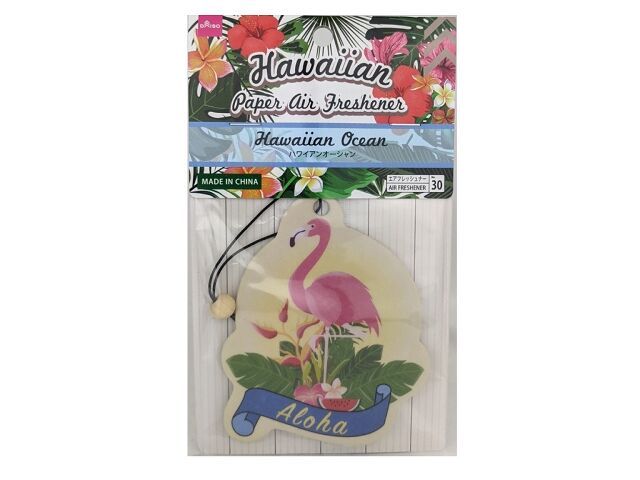 DAISO
Hawaiian
Paper Air Freshener
Hawaiian Ocean
ハワイアンオーシャン
MADE IN CHINA
エアフレッシュナー
AIR FRESHENER
No.
30
Aloha